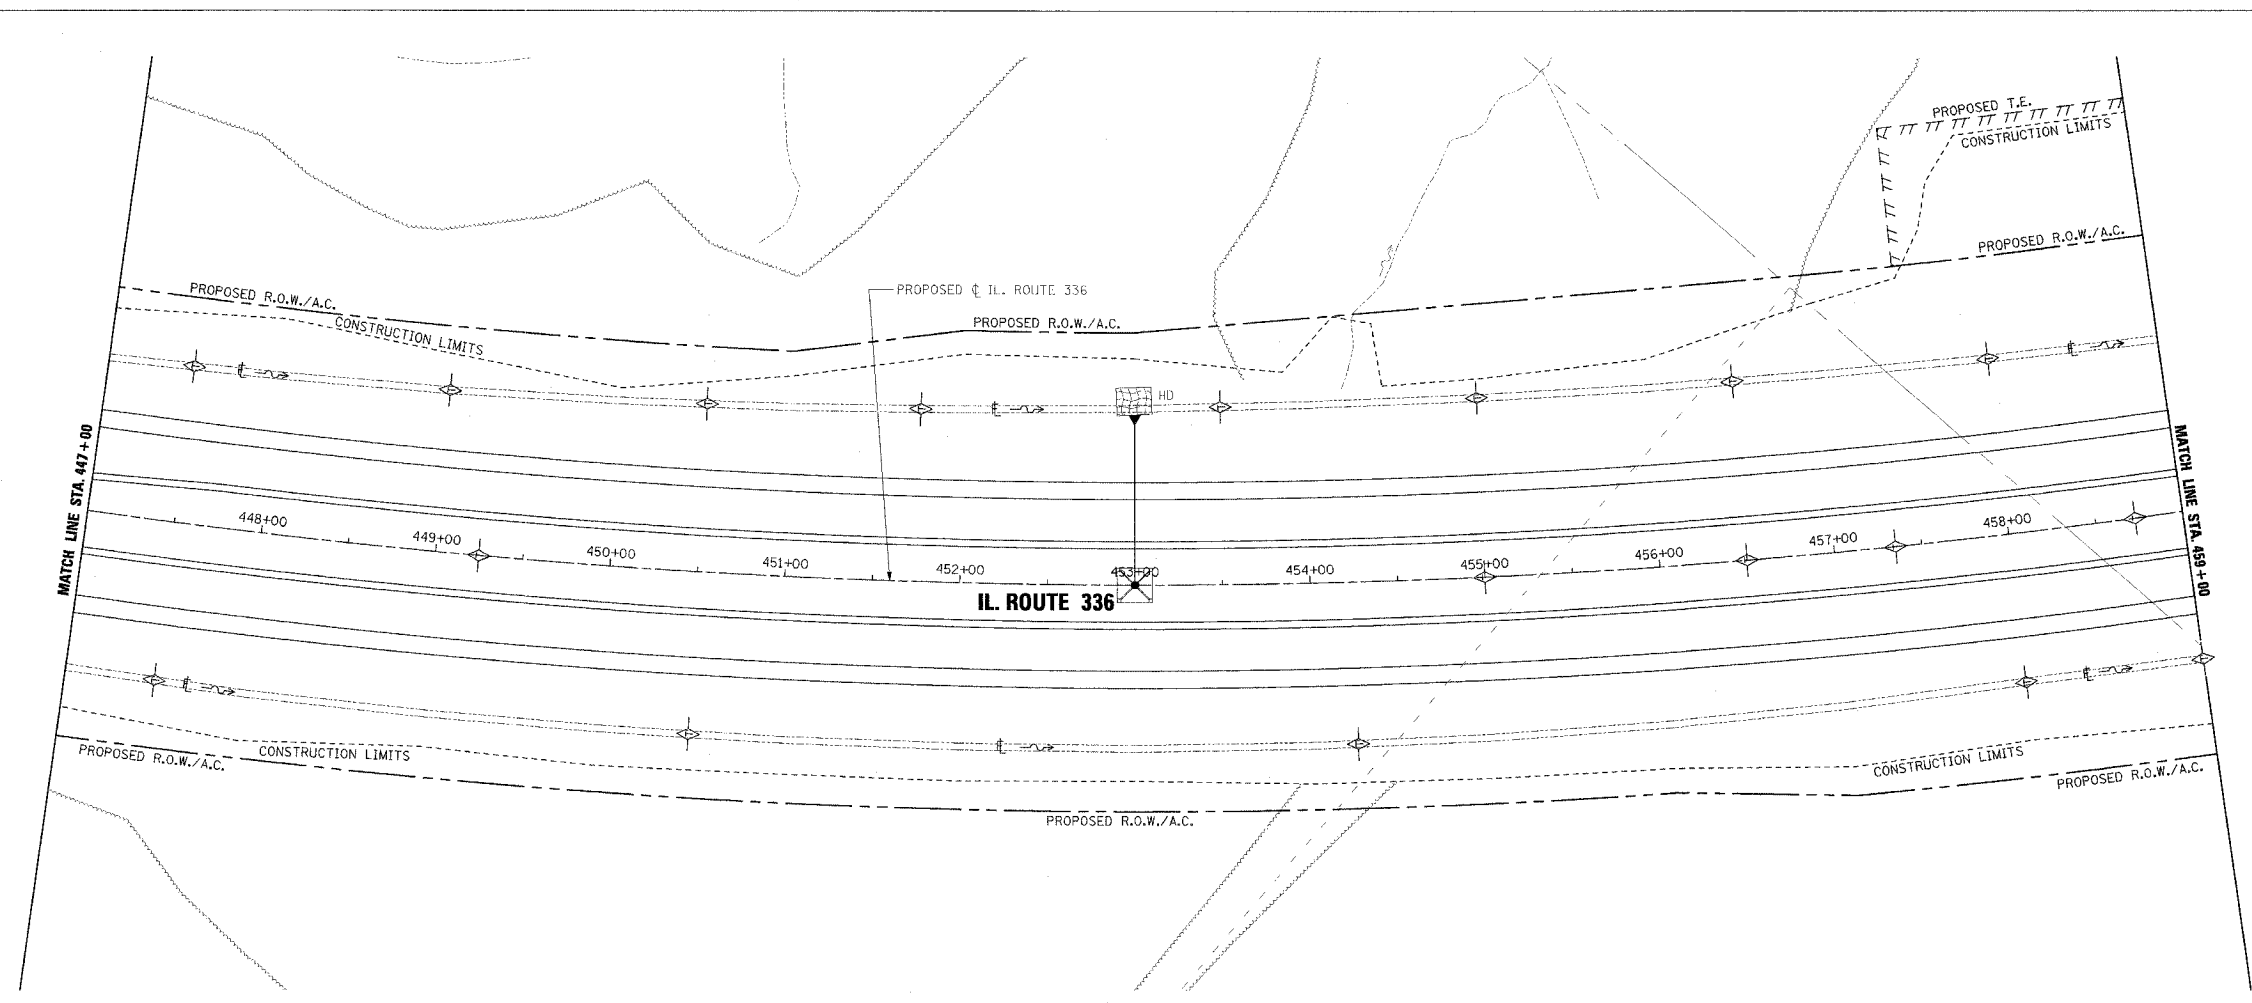 PROPOSED T.E.
CONSTRUCTION LIMITS
PROPOSED R.O.W./A.C.
PROPOSED R.O.W./A.C.
PROPOSED ℄ IL. ROUTE 336
CONSTRUCTION LIMITS
PROPOSED R.O.W./A.C.
HD
MATCH LINE STA. 447+00
MATCH LINE STA. 459+00
448+00
449+00
450+00
451+00
452+00
453+00
454+00
455+00
456+00
457+00
458+00
IL. ROUTE 336
PROPOSED R.O.W./A.C.
CONSTRUCTION LIMITS
CONSTRUCTION LIMITS
PROPOSED R.O.W./A.C.
PROPOSED R.O.W./A.C.